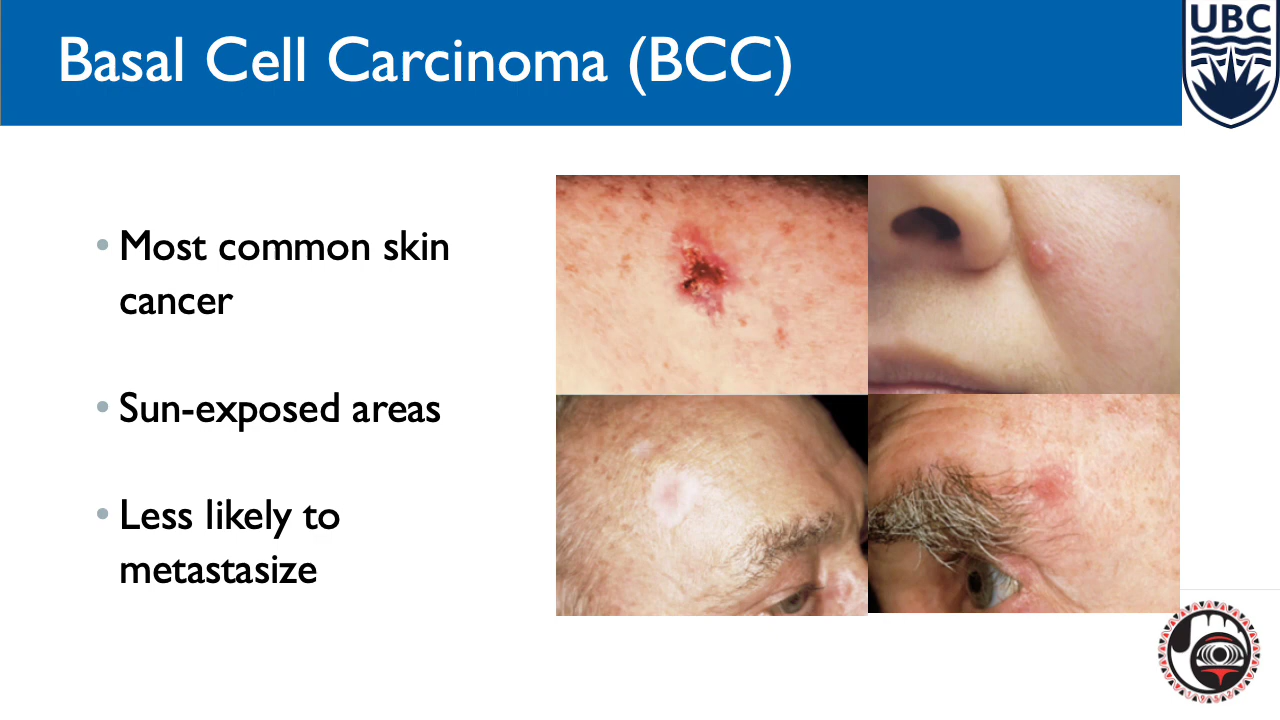 Basal Cell Carcinoma (BCC)
UBC
• Most common skin
cancer
• Sun-exposed areas
• Less likely to
metastasize